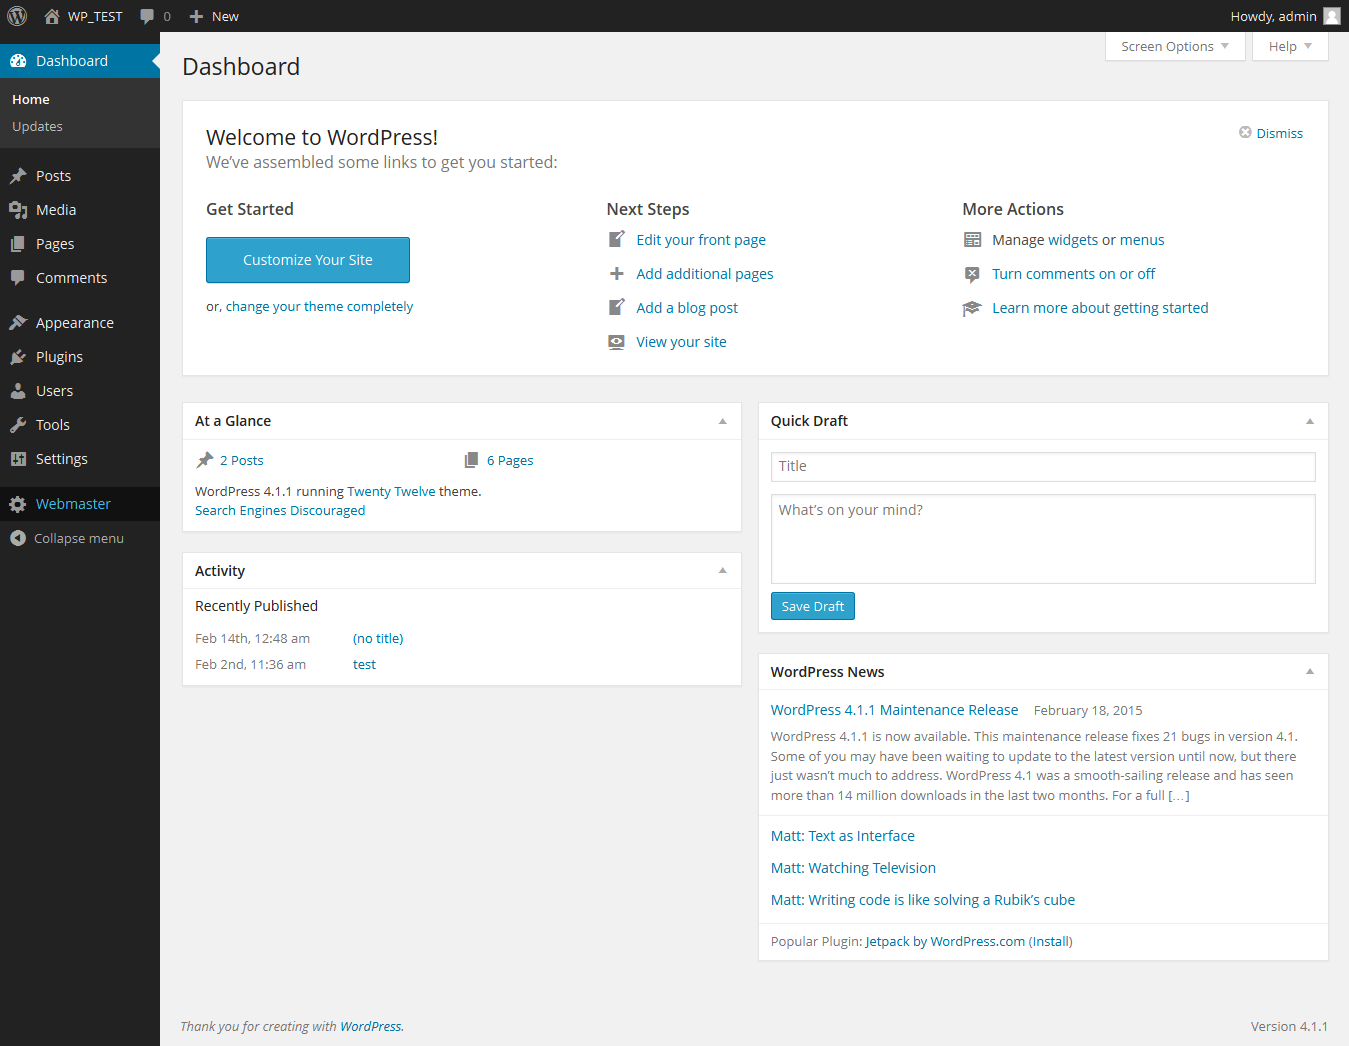 WP_TEST 0 New Howdy, admin
Dashboard
Home
Updates
Posts
Media
Pages
Comments
Appearance
Plugins
Users
Tools
Settings
Webmaster
Collapse menu
Screen Options Help
Dashboard
Welcome to WordPress!
Dismiss
We’ve assembled some links to get you started:
Get Started
Customize Your Site
or, change your theme completely
Next Steps
Edit your front page
Add additional pages
Add a blog post
View your site
More Actions
Manage widgets or menus
Turn comments on or off
Learn more about getting started
At a Glance
2 Posts 6 Pages
WordPress 4.1.1 running Twenty Twelve theme.
Search Engines Discouraged
Activity
Recently Published
Feb 14th, 12:48 am (no title)
Feb 2nd, 11:36 am test
Quick Draft
Title
What’s on your mind?
Save Draft
WordPress News
WordPress 4.1.1 Maintenance Release February 18, 2015
WordPress 4.1.1 is now available. This maintenance release fixes 21 bugs in version 4.1.
Some of you may have been waiting to update to the latest version until now, but there
just wasn’t much to address. WordPress 4.1 was a smooth-sailing release and has seen
more than 14 million downloads in the last two months. For a full […]
Matt: Text as Interface
Matt: Watching Television
Matt: Writing code is like solving a Rubik’s cube
Popular Plugin: Jetpack by WordPress.com (Install)
Thank you for creating with WordPress.
Version 4.1.1